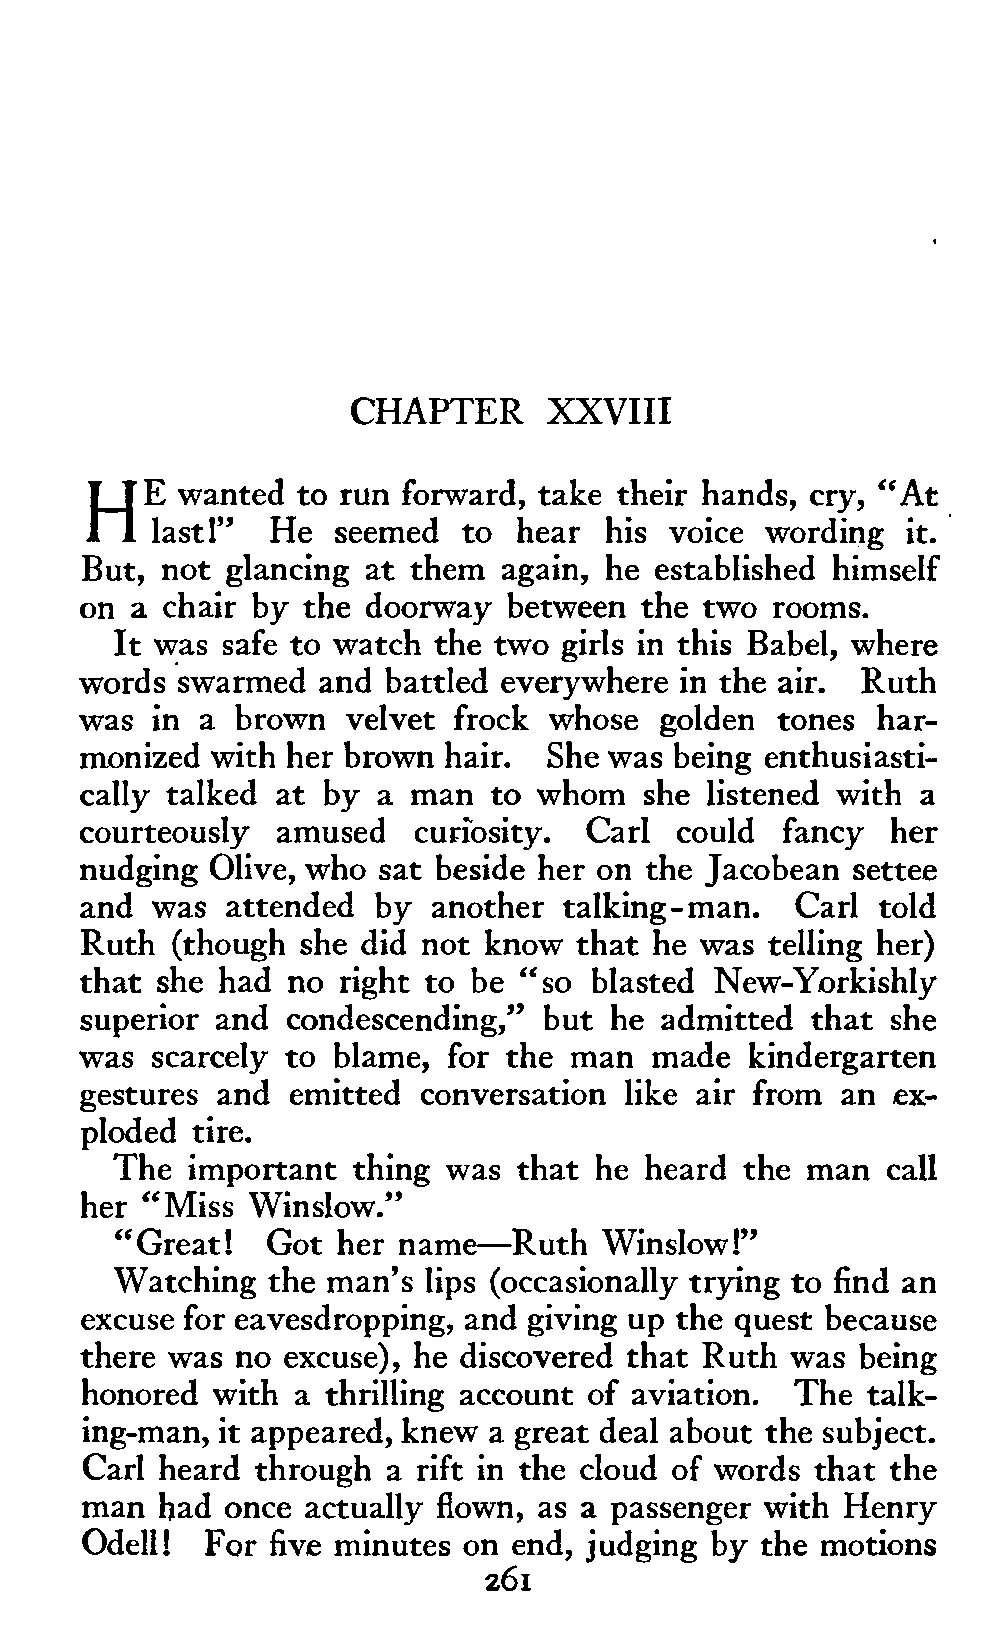 CHAPTER XXVIII
HE wanted to run forward, take their hands, cry, “At
last!” He seemed to hear his voice wording it.
But, not glancing at them again, he established himself
on a chair by the doorway between the two rooms.
It was safe to watch the two girls in this Babel, where
words swarmed and battled everywhere in the air. Ruth
was in a brown velvet frock whose golden tones har-
monized with her brown hair. She was being enthusiasti-
cally talked at by a man to whom she listened with a
courteously amused curiosity. Carl could fancy her
nudging Olive, who sat beside her on the Jacobean settee
and was attended by another talking-man. Carl told
Ruth (though she did not know that he was telling her)
that she had no right to be “so blasted New-Yorkishly
superior and condescending,” but he admitted that she
was scarcely to blame, for the man made kindergarten
gestures and emitted conversation like air from an ex-
ploded tire.
The important thing was that he heard the man call
her “Miss Winslow.”
“Great! Got her name—Ruth Winslow!”
Watching the man’s lips (occasionally trying to find an
excuse for eavesdropping, and giving up the quest because
there was no excuse), he discovered that Ruth was being
honored with a thrilling account of aviation. The talk-
ing-man, it appeared, knew a great deal about the subject.
Carl heard through a rift in the cloud of words that the
man had once actually flown, as a passenger with Henry
Odell! For five minutes on end, judging by the motions
261